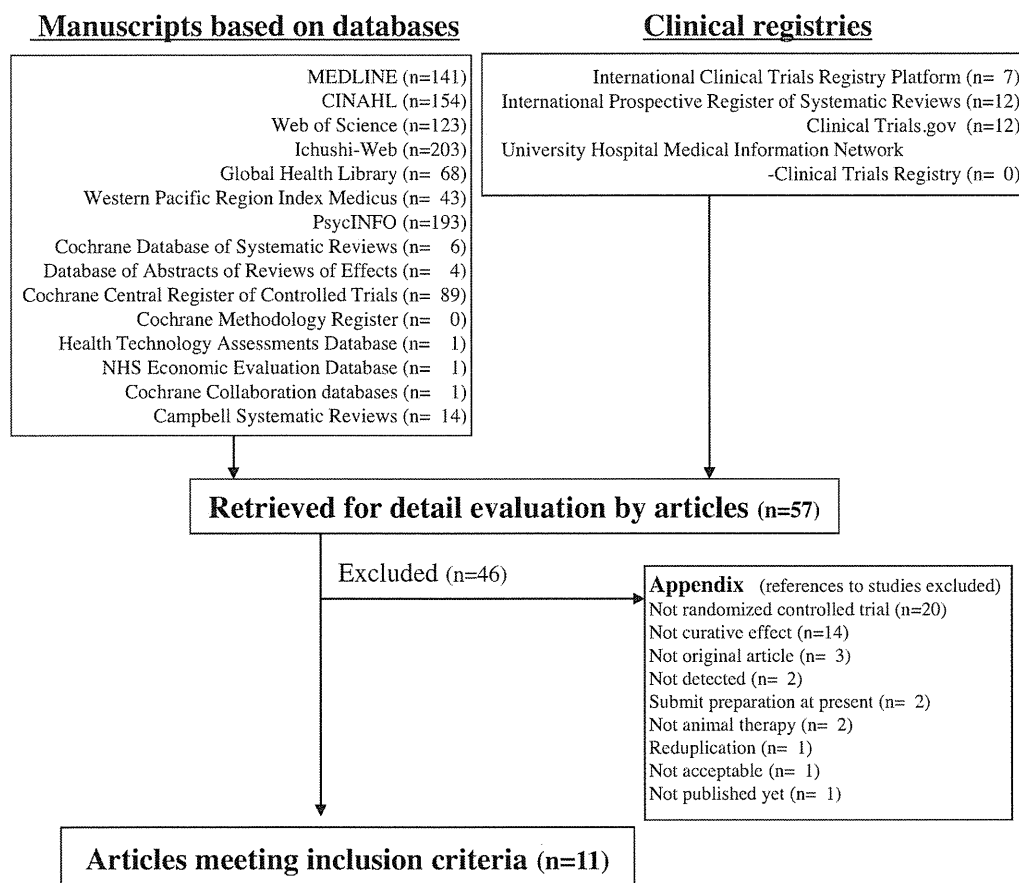 Manuscripts based on databases
MEDLINE (n=141)
CINAHL (n=154)
Web of Science (n=123)
Ichushi-Web (n=203)
Global Health Library (n= 68)
Western Pacific Region Index Medicus (n= 43)
PsycINFO (n=193)
Cochrane Database of Systematic Reviews (n= 6)
Database of Abstracts of Reviews of Effects (n= 4)
Cochrane Central Register of Controlled Trials (n= 89)
Cochrane Methodology Register (n= 0)
Health Technology Assessments Database (n= 1)
NHS Economic Evaluation Database (n= 1)
Cochrane Collaboration databases (n= 1)
Campbell Systematic Reviews (n= 14)
Clinical registries
International Clinical Trials Registry Platform (n= 7)
International Prospective Register of Systematic Reviews (n=12)
Clinical Trials.gov (n=12)
University Hospital Medical Information Network
-Clinical Trials Registry (n= 0)
Retrieved for detail evaluation by articles (n=57)
Excluded (n=46)
Appendix (references to studies excluded)
Not randomized controlled trial (n=20)
Not curative effect (n=14)
Not original article (n= 3)
Not detected (n= 2)
Submit preparation at present (n= 2)
Not animal therapy (n= 2)
Reduplication (n= 1)
Not acceptable (n= 1)
Not published yet (n= 1)
Articles meeting inclusion criteria (n=11)